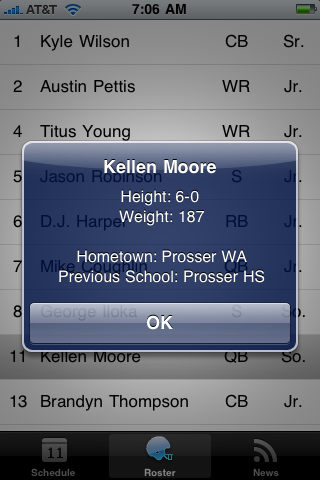 AT&T 7:06 AM
1 Kyle Wilson CB Sr.
2 Austin Pettis WR Jr.
4 Titus Young WR Jr.
Kellen Moore
5 Jason Robinson S Jr.
Height: 6-0
Weight: 187
6 D.J. Harper RB Jr.
Hometown: Prosser WA
7 Mike Coughlin QB Jr.
Previous School: Prosser HS
8 George Iloka S So.
OK
11 Kellen Moore QB So.
13 Brandyn Thompson CB Jr.
11
Schedule Roster News